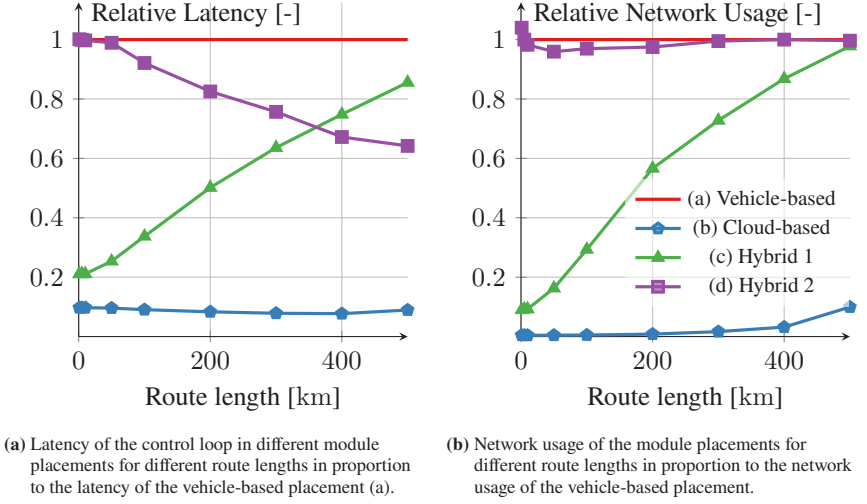 Relative Latency [-]
1
0.8
0.6
0.4
0.2
0
200
400
Route length [km]
(a) Latency of the control loop in different module
placements for different route lengths in proportion
to the latency of the vehicle-based placement (a).
Relative Network Usage [-]
1
0.8
0.6
0.4
0.2
0
200
400
Route length [km]
(a) Vehicle-based
(b) Cloud-based
(c) Hybrid 1
(d) Hybrid 2
(b) Network usage of the module placements for
different route lengths in proportion to the network
usage of the vehicle-based placement.